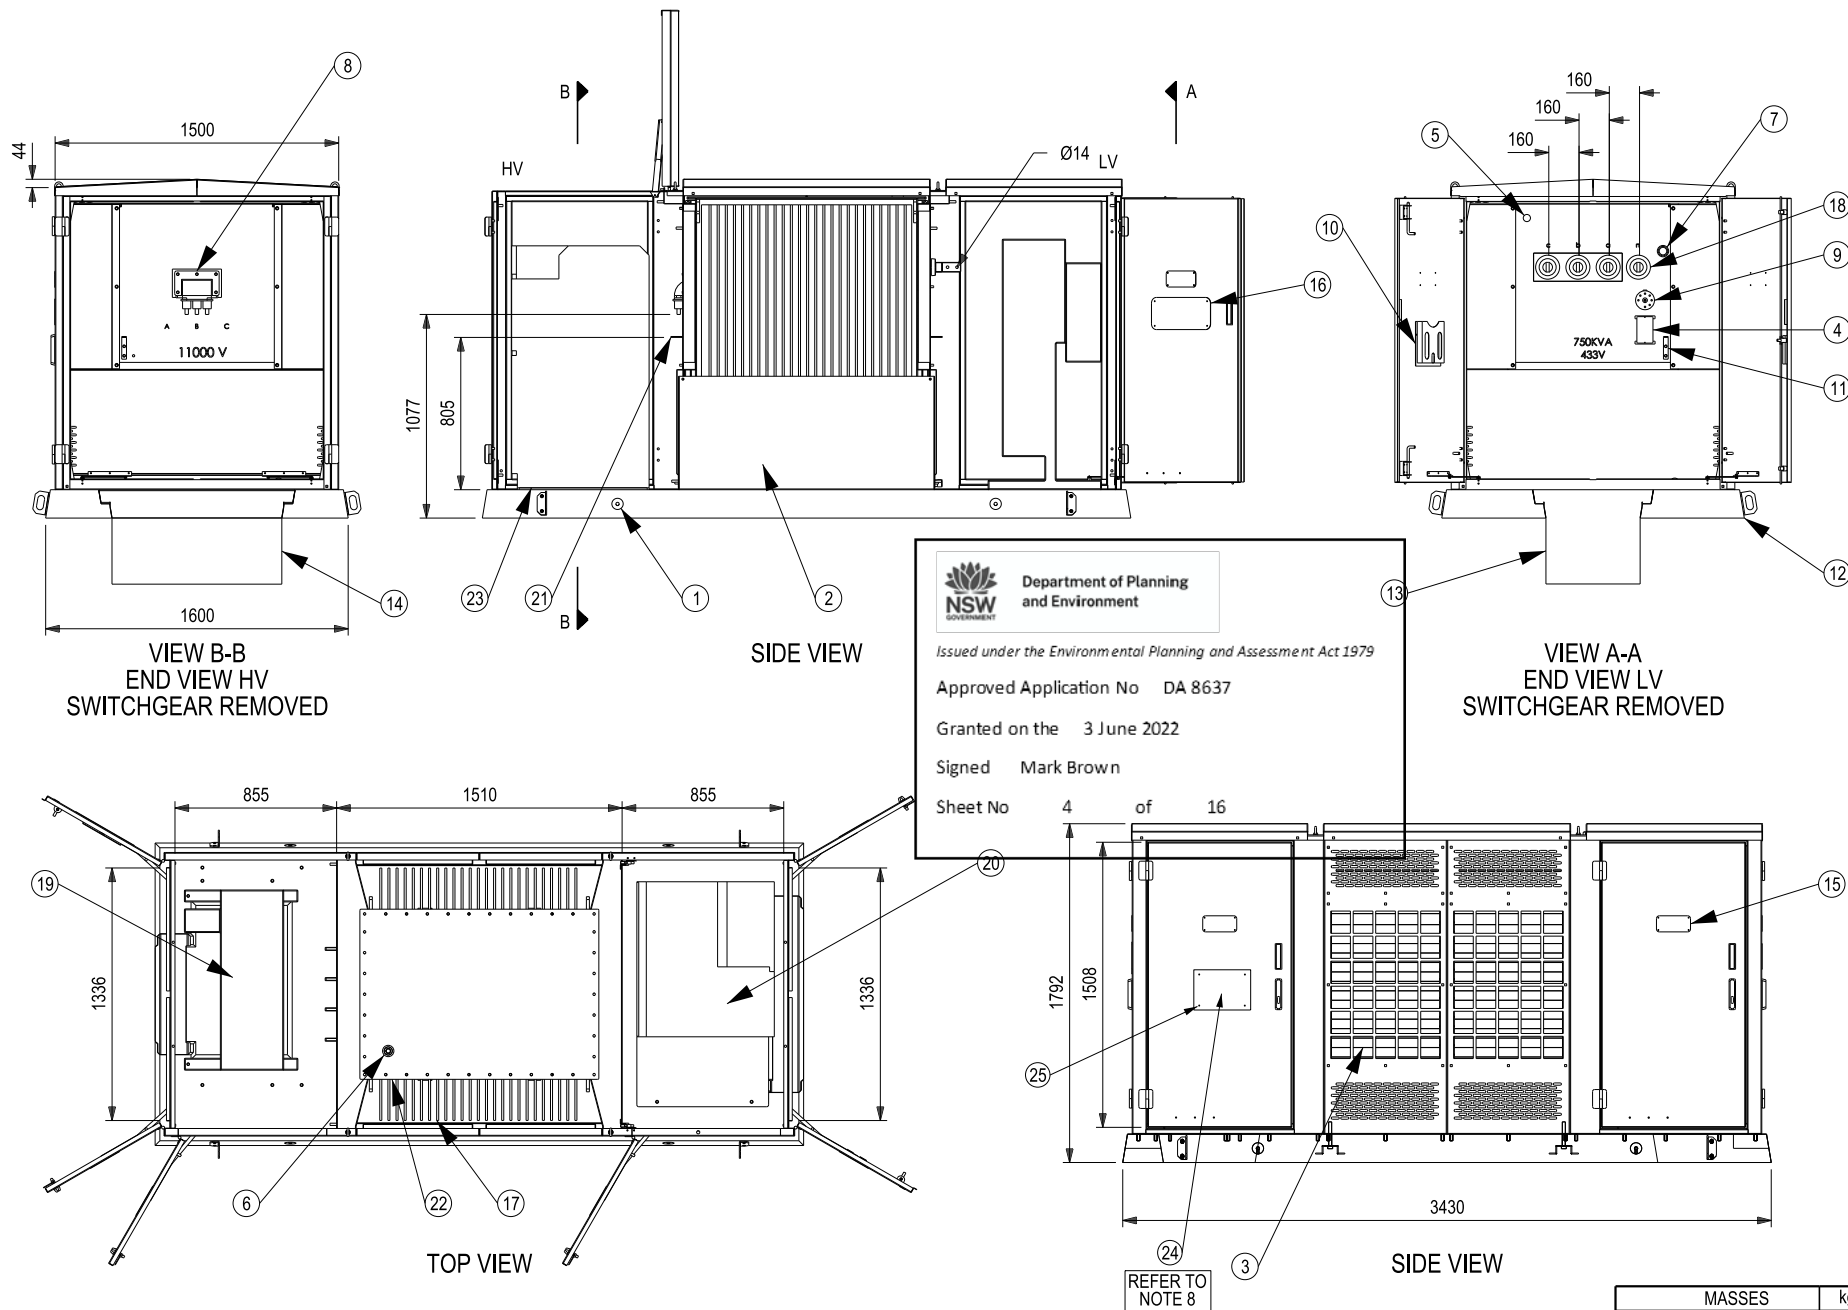 8
1500
44
A B C
11000 V
14
1600
VIEW B-B
END VIEW HV
SWITCHGEAR REMOVED
B
A
HV
Ø14
LV
16
1077
805
23
21
B
1
2
SIDE VIEW
160
160
160
5
7
18
10
9
4
750KVA
433V
11
13
12
VIEW A-A
END VIEW LV
SWITCHGEAR REMOVED
NSW
GOVERNMENT
Department of Planning
and Environment
Issued under the Environmental Planning and Assessment Act 1979
Approved Application No DA 8637
Granted on the 3 June 2022
Signed Mark Brown
Sheet No 4 of 16
855
1510
855
19
20
1336
1336
6
22
17
TOP VIEW
15
1792
1508
25
3430
24
3
REFER TO
NOTE 8
SIDE VIEW
MASSES